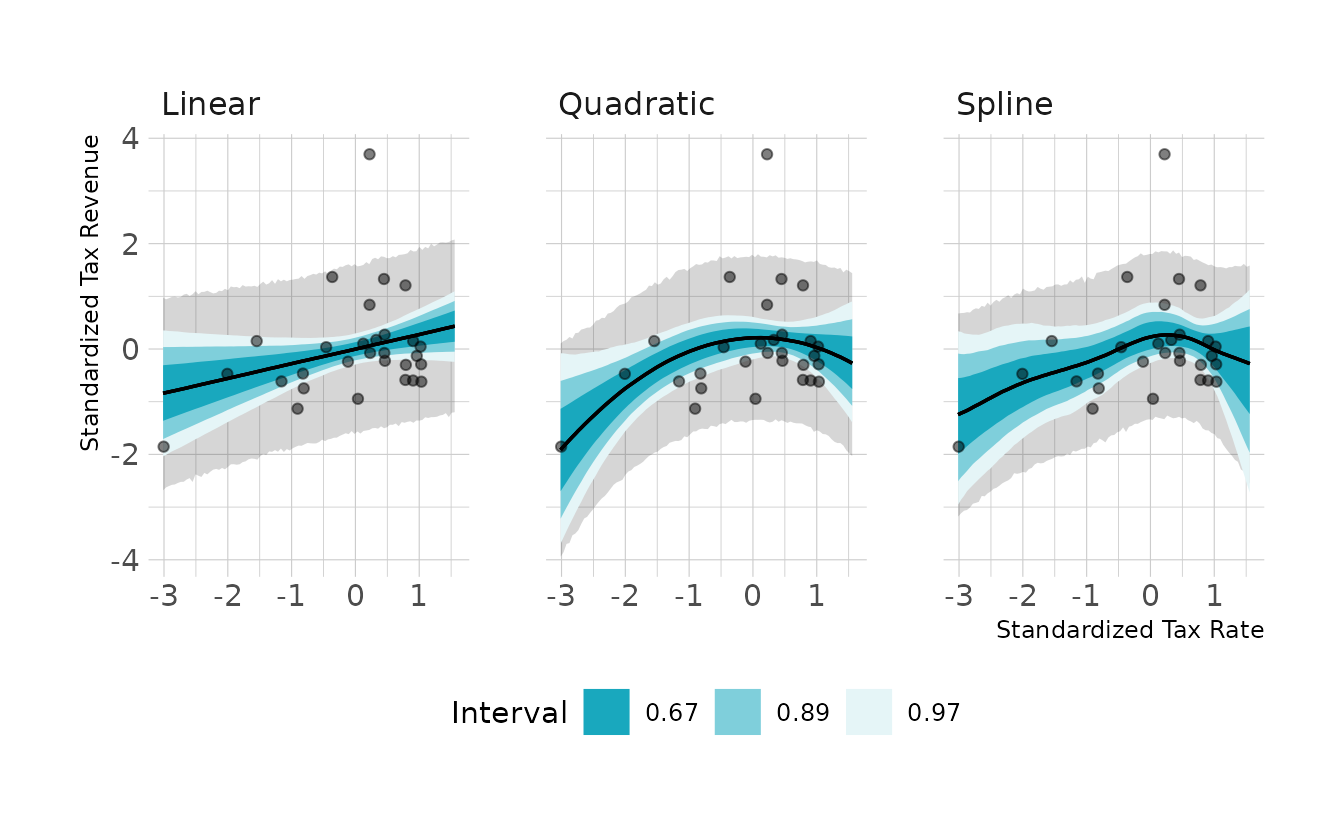 Linear Quadratic Spline
Standardized Tax Revenue
4
2
0
-2
-4
-3 -2 -1 0 1 -3 -2 -1 0 1 -3 -2 -1 0 1
Standardized Tax Rate
Interval 0.67 0.89 0.97